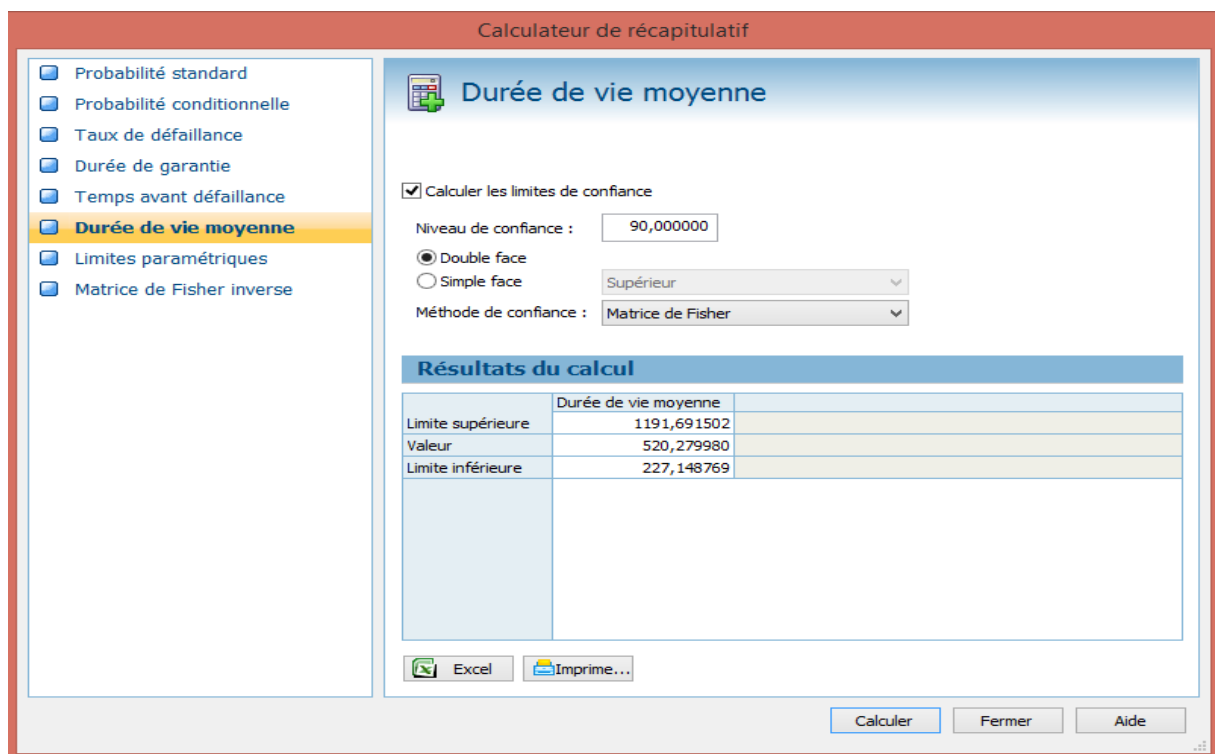 Calculateur de récapitulatif
Probabilité standard
Probabilité conditionnelle
Taux de défaillance
Durée de garantie
Temps avant défaillance
Durée de vie moyenne
Limites paramétriques
Matrice de Fisher inverse
Durée de vie moyenne
Calculer les limites de confiance
Niveau de confiance : 90,000000
Double face
Simple face Supérieur
Méthode de confiance : Matrice de Fisher
Résultats du calcul
Durée de vie moyenne
Limite supérieure 1191,691502
Valeur 520,279980
Limite inférieure 227,148769
Excel Imprime...
Calculer Fermer Aide